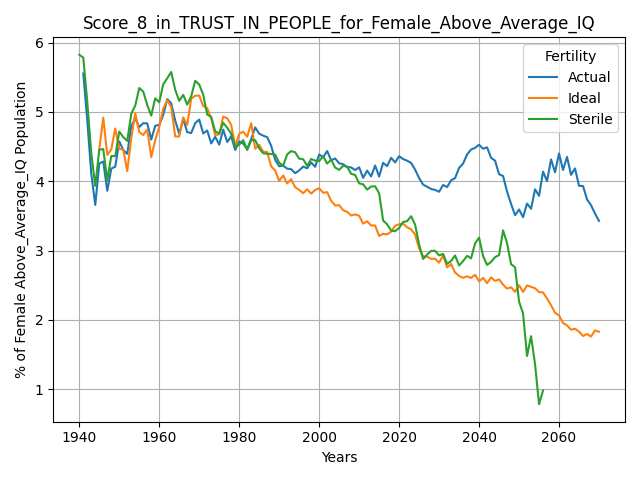 Score_8_in_TRUST_IN_PEOPLE_for_Female_Above_Average_IQ
Fertility
Actual
Ideal
Sterile
% of Female Above_Average_IQ Population
6
5
4
3
2
1
1940 1960 1980 2000 2020 2040 2060
Years